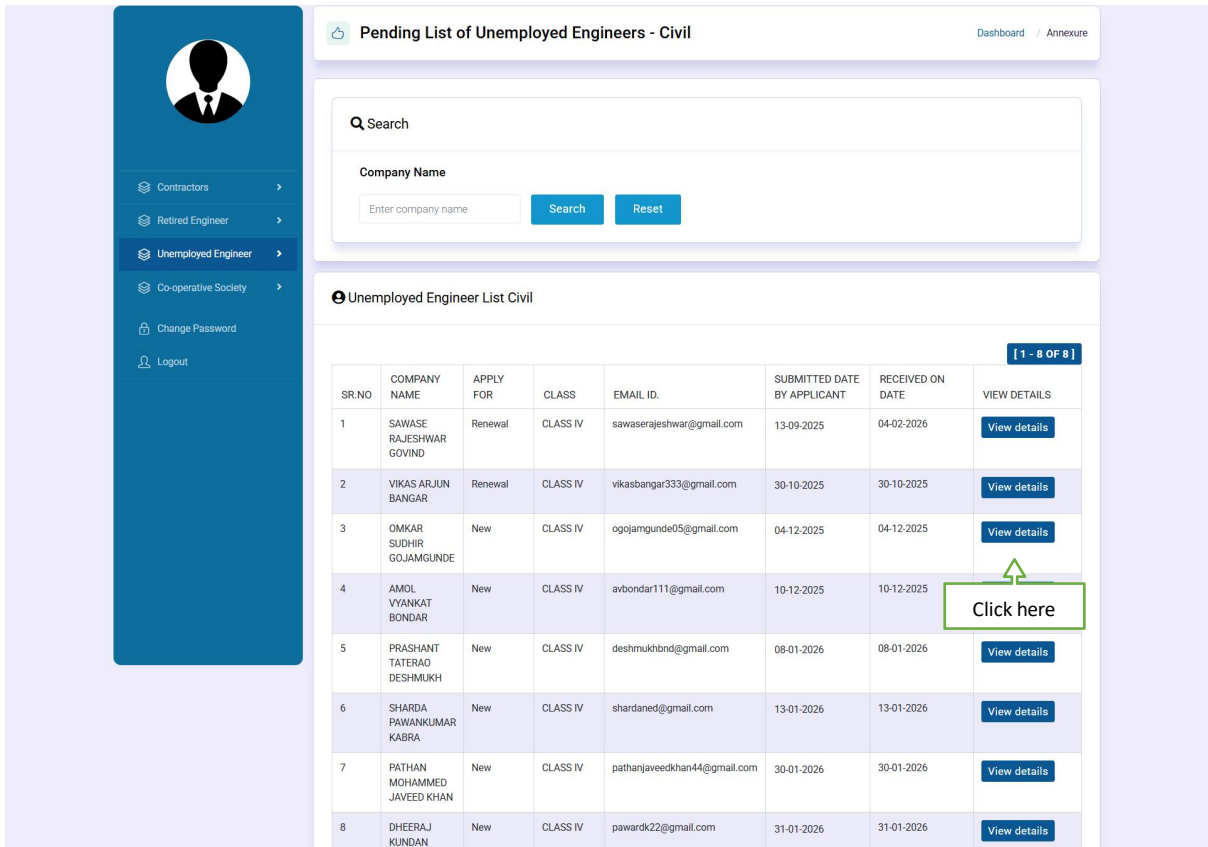 Pending List of Unemployed Engineers - Civil
Dashboard / Annexure
Contractors
Retired Engineer
Unemployed Engineer
Co-operative Society
Change Password
Logout
Search
Company Name
Enter company name
Search Reset
Unemployed Engineer List Civil
[ 1 - 8 OF 8 ]
SR.NO COMPANY NAME APPLY FOR CLASS EMAIL ID. SUBMITTED DATE BY APPLICANT RECEIVED ON DATE VIEW DETAILS
1 SAWASE RAJESHWAR GOVIND Renewal CLASS IV sawaserajeshwar@gmail.com 13-09-2025 04-02-2026 View details
2 VIKAS ARJUN BANGAR Renewal CLASS IV vikasbangar333@gmail.com 30-10-2025 30-10-2025 View details
3 OMKAR SUDHIR GOJAMGUNDE New CLASS IV ogojamgunde05@gmail.com 04-12-2025 04-12-2025 View details
4 AMOL VYANKAT BONDAR New CLASS IV avbondar111@gmail.com 10-12-2025 10-12-2025
Click here
5 PRASHANT TATERAO DESHMUKH New CLASS IV deshmukhbnd@gmail.com 08-01-2026 08-01-2026 View details
6 SHARDA PAWANKUMAR KABRA New CLASS IV shardaned@gmail.com 13-01-2026 13-01-2026 View details
7 PATHAN MOHAMMED JAVEED KHAN New CLASS IV pathanjaveedkhan44@gmail.com 30-01-2026 30-01-2026 View details
8 DHEERAJ KUNDAN New CLASS IV pawardk22@gmail.com 31-01-2026 31-01-2026 View details